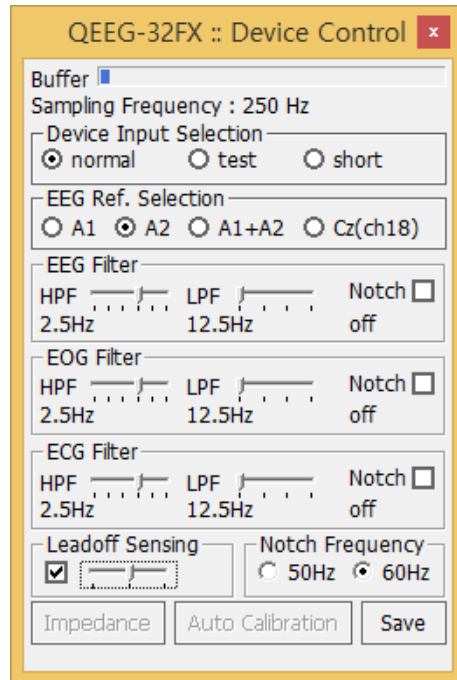 QEEG-32FX :: Device Control x
Buffer
Sampling Frequency : 250 Hz
Device Input Selection
normal test short
EEG Ref. Selection
A1 A2 A1+A2 Cz(ch18)
EEG Filter
HPF LPF Notch
2.5Hz 12.5Hz off
EOG Filter
HPF LPF Notch
2.5Hz 12.5Hz off
ECG Filter
HPF LPF Notch
2.5Hz 12.5Hz off
Leadoff Sensing Notch Frequency
50Hz 60Hz
Impedance Auto Calibration Save